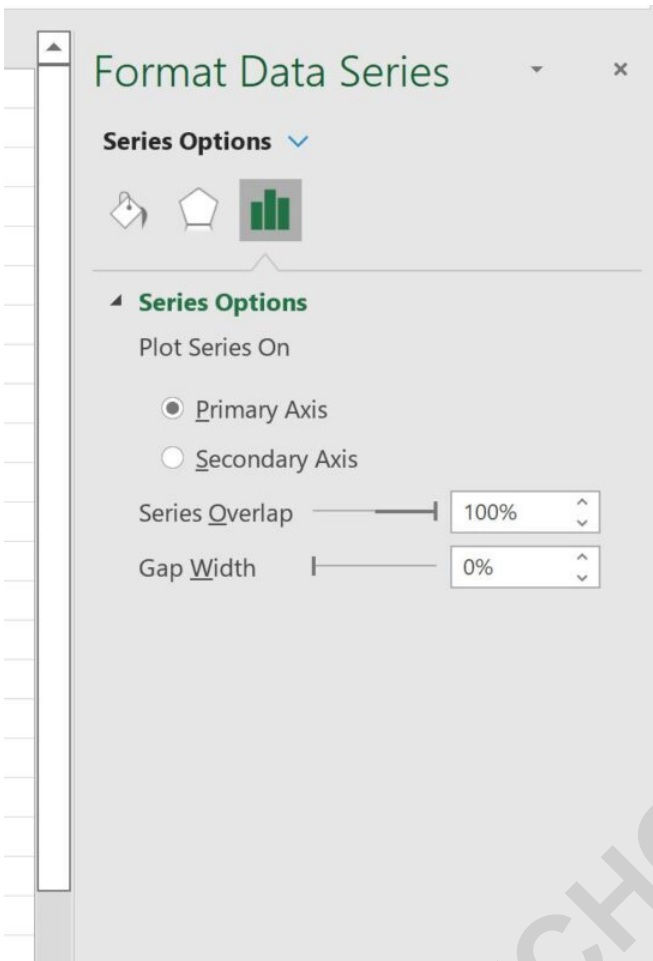 Format Data Series
Series Options
Series Options
Plot Series On
Primary Axis
Secondary Axis
Series Overlap 100%
Gap Width 0%